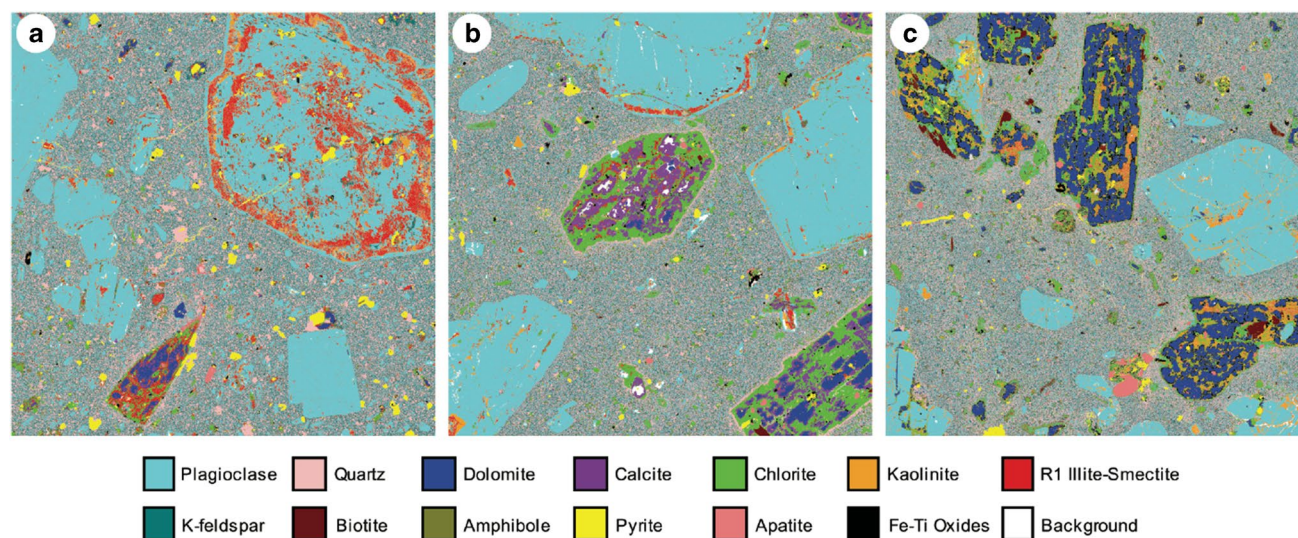 a
b
c
Plagioclase Quartz Dolomite Calcite Chlorite Kaolinite R1 Illite-Smectite
K-feldspar Biotite Amphibole Pyrite Apatite Fe-Ti Oxides Background